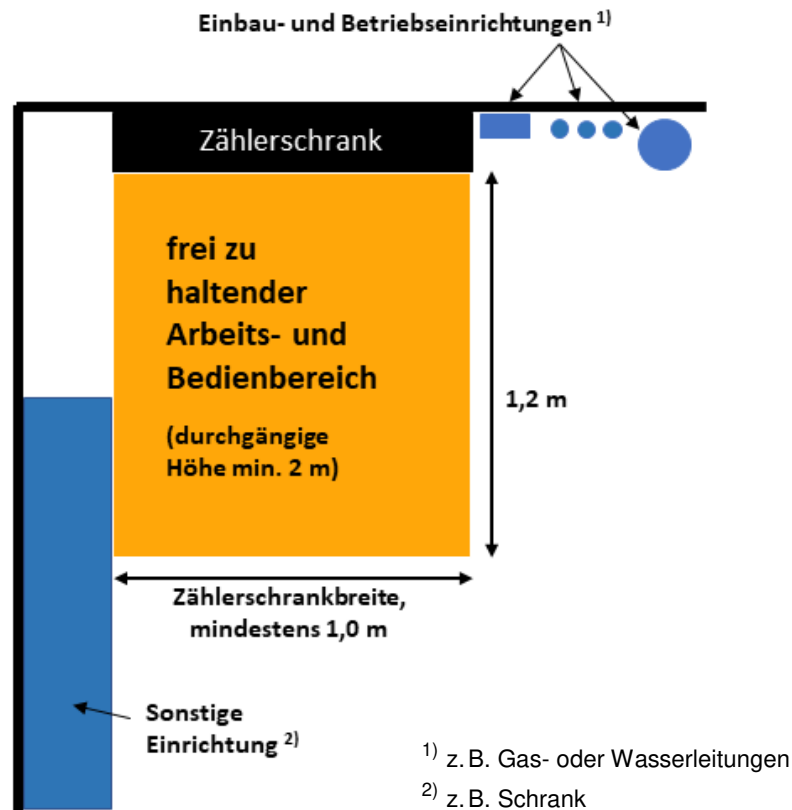 Einbau- und Betriebseinrichtungen 1)
Zählerschrank
frei zu
haltender
Arbeits- und
Bedienbereich
(durchgängige
Höhe min. 2 m)
1,2 m
Zählerschrankbreite,
mindestens 1,0 m
Sonstige
Einrichtung 2)
1) z.B. Gas- oder Wasserleitungen
2) z.B. Schrank